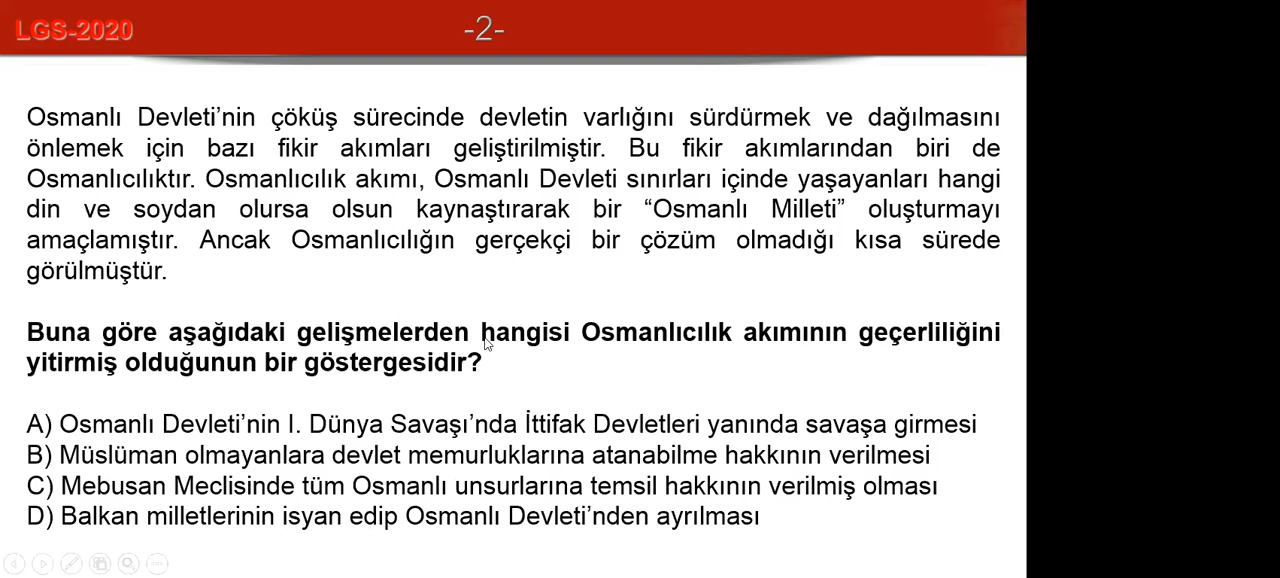 LGS-2020
-2-
Osmanlı Devleti’nin çöküş sürecinde devletin varlığını sürdürmek ve dağılmasını
önlemek için bazı fikir akımları geliştirilmiştir. Bu fikir akımlarından biri de
Osmanlıcılıktır. Osmanlıcılık akımı, Osmanlı Devleti sınırları içinde yaşayanları hangi
din ve soydan olursa olsun kaynaştırarak bir “Osmanlı Milleti” oluşturmayı
amaçlamıştır. Ancak Osmanlıcılığın gerçekçi bir çözüm olmadığı kısa sürede
görülmüştür.
Buna göre aşağıdaki gelişmelerden hangisi Osmanlıcılık akımının geçerliliğini
yitirmiş olduğunun bir göstergesidir?
A) Osmanlı Devleti’nin I. Dünya Savaşı’nda İttifak Devletleri yanında savaşa girmesi
B) Müslüman olmayanlara devlet memurluklarına atanabilme hakkının verilmesi
C) Mebusan Meclisinde tüm Osmanlı unsurlarına temsil hakkının verilmiş olması
D) Balkan milletlerinin isyan edip Osmanlı Devleti’nden ayrılması